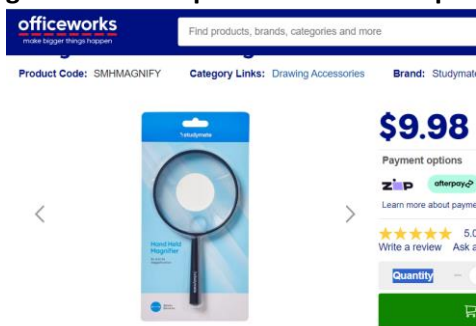 officeworks
make bigger things happen
Find products, brands, categories and more
Product Code: SMHMAGNIFY
Category Links: Drawing Accessories
Brand: Studymate
$9.98
Payment options
zip
afterpay
Learn more about payme
5.0
Write a review Ask a
Quantity
studymate
Hand Held
Magnifier